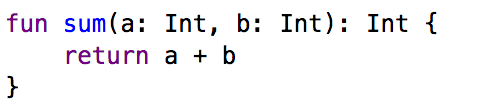 fun sum(a: Int, b: Int): Int {
    return a + b
}